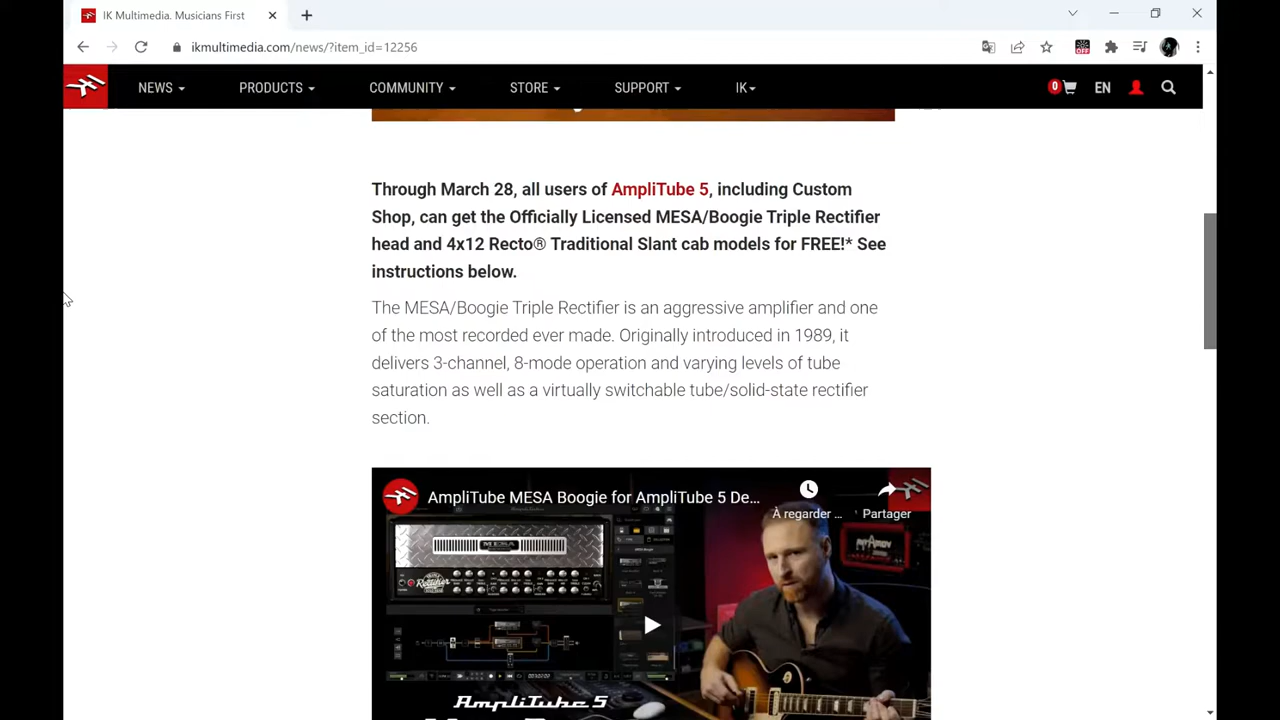 IK Multimedia. Musicians First
ikmultimedia.com/news/?item_id=12256
OFF
NEWS
PRODUCTS
COMMUNITY
STORE
SUPPORT
IK
0
EN
Through March 28, all users of AmpliTube 5, including Custom
Shop, can get the Officially Licensed MESA/Boogie Triple Rectifier
head and 4x12 Recto® Traditional Slant cab models for FREE!* See
instructions below.
The MESA/Boogie Triple Rectifier is an aggressive amplifier and one
of the most recorded ever made. Originally introduced in 1989, it
delivers 3-channel, 8-mode operation and varying levels of tube
saturation as well as a virtually switchable tube/solid-state rectifier
section.
AmpliTube MESA Boogie for AmpliTube 5 De...
À regarder ...
Partager
MESA
Rectifier
AmpliTube 5